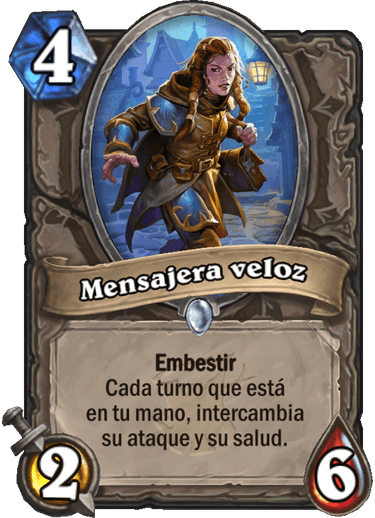 4
Mensajera veloz
Embestir
Cada turno que está
en tu mano, intercambia
su ataque y su salud.
2
6